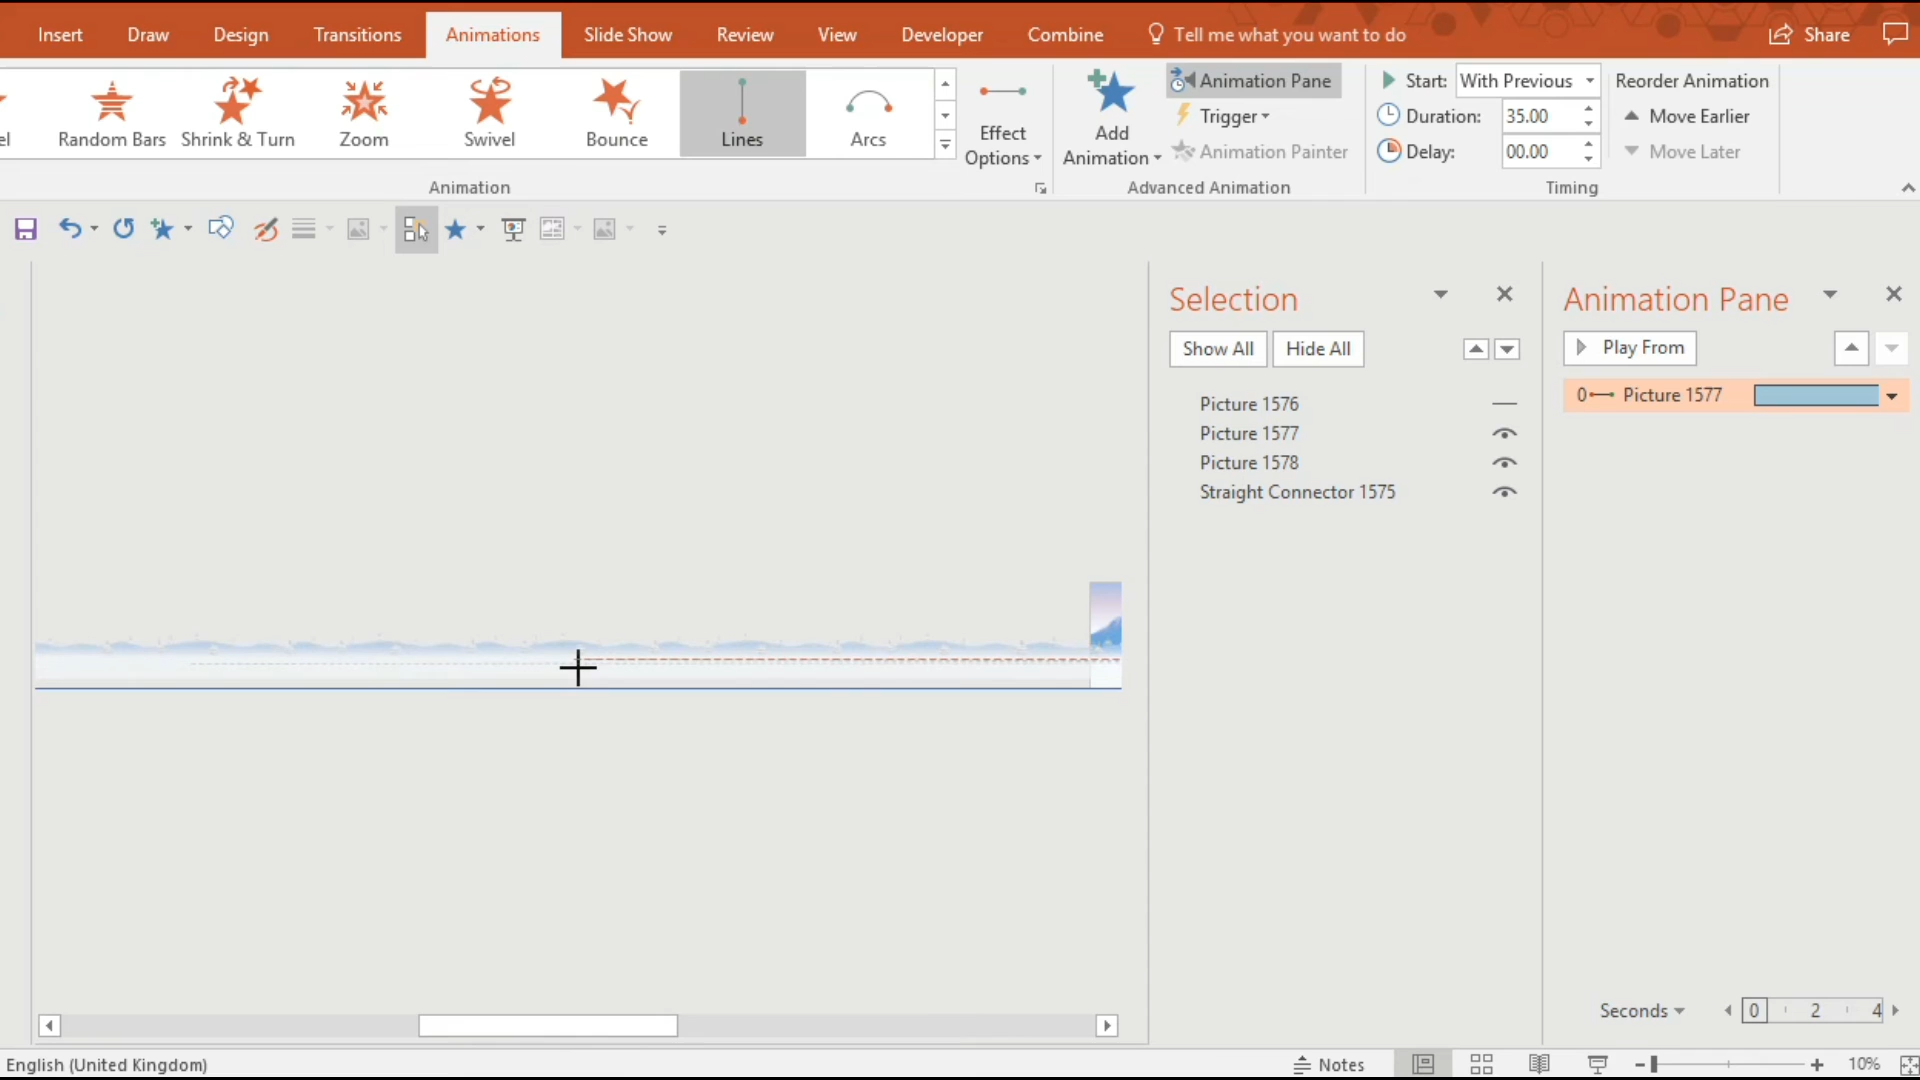 Insert Draw Design Transitions Animations Slide Show Review View Developer Combine Tell me what you want to do Share
Random Bars Shrink & Turn Zoom Swivel Bounce Lines Arcs
Effect Options
Add Animation
Animation Pane
Trigger
Animation Painter
Start: With Previous
Duration: 35.00
Delay: 00.00
Reorder Animation
Move Earlier
Move Later
Animation Advanced Animation Timing
Selection
Show All Hide All
Picture 1576
Picture 1577
Picture 1578
Straight Connector 1575
Animation Pane
Play From
0 Picture 1577
Seconds 0 2 4
English (United Kingdom) Notes 10%